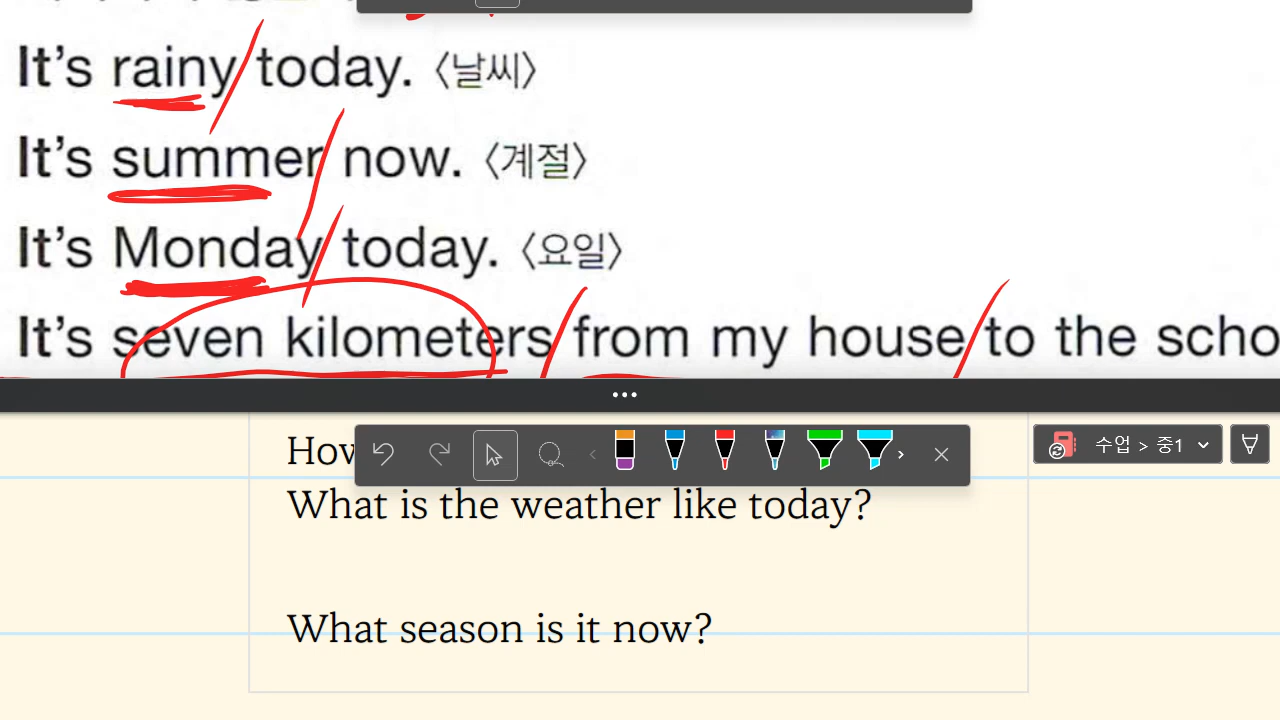 It's rainy today. 〈날씨〉
It's summer now. 〈계절〉
It's Monday today. 〈요일〉
It's seven kilometers from my house to the scho
How
수업 > 중1
What is the weather like today?
What season is it now?